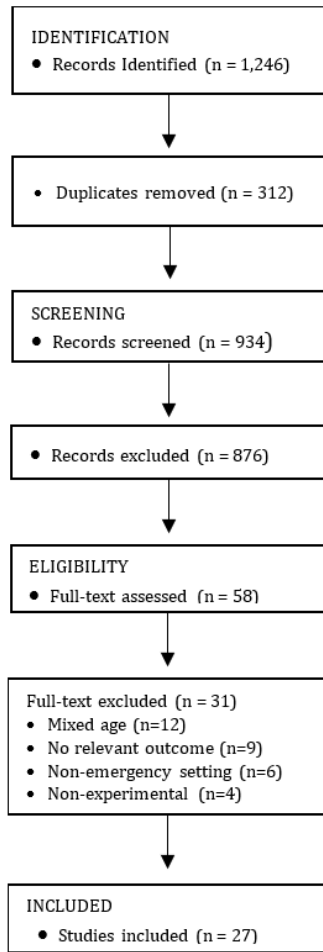 IDENTIFICATION
● Records Identified (n = 1,246)
• Duplicates removed (n = 312)
SCREENING
● Records screened (n = 934)
● Records excluded (n = 876)
ELIGIBILITY
● Full-text assessed (n = 58)
Full-text excluded (n = 31)
• Mixed age (n=12)
• No relevant outcome (n=9)
• Non-emergency setting (n=6)
• Non-experimental (n=4)
INCLUDED
● Studies included (n = 27)